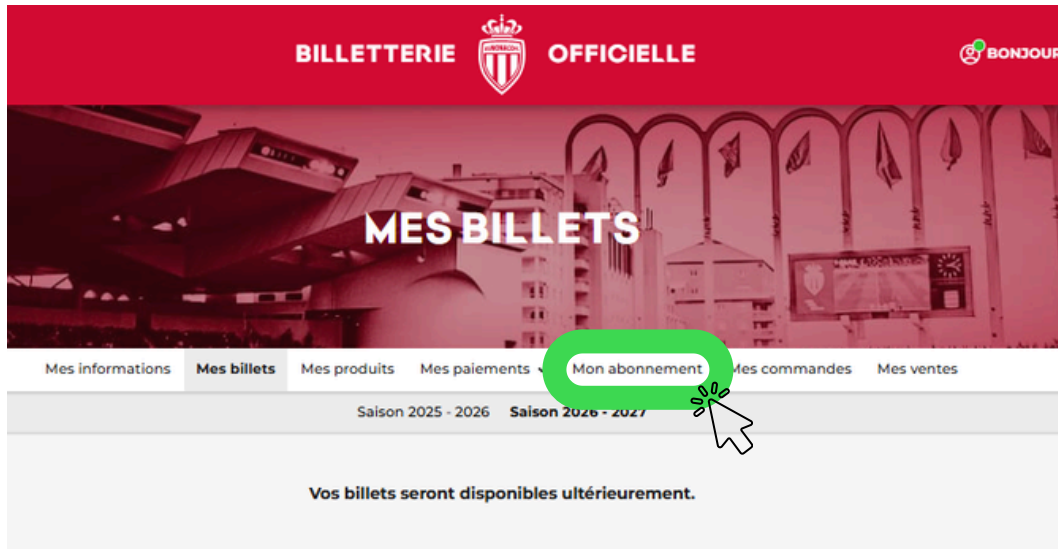 BILLETTERIE OFFICIELLE
BONJOUR
MES BILLETS
Mes informations Mes billets Mes produits Mes paiements Mon abonnement Mes commandes Mes ventes
Saison 2025 - 2026 Saison 2026 - 2027
Vos billets seront disponibles ultérieurement.